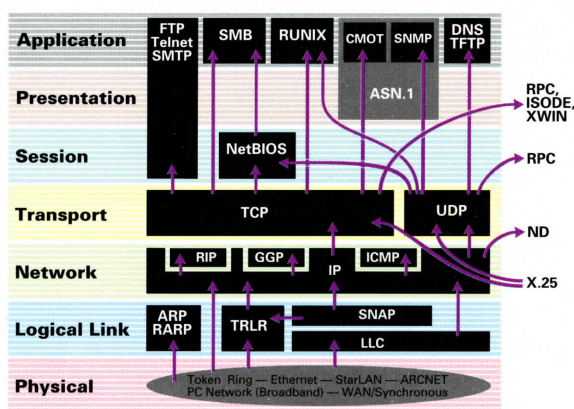 Application
FTP
Telnet
SMTP
SMB
RUNIX
CMOT
SNMP
DNS
TFTP
Presentation
ASN.1
RPC,
ISODE,
XWIN
Session
NetBIOS
RPC
Transport
TCP
UDP
ND
Network
RIP
GGP
IP
ICMP
X.25
Logical Link
ARP
RARP
TRLR
SNAP
LLC
Physical
Token Ring — Ethernet — StarLAN — ARCNET
PC Network (Broadband) — WAN/Synchronous